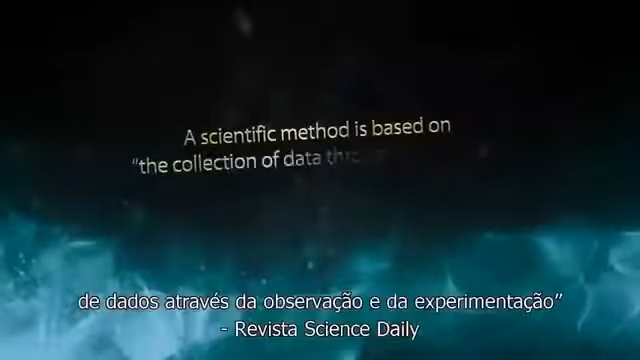 A scientific method is based on
"the collection of data thr
de dados através da observação e da experimentação"
- Revista Science Daily